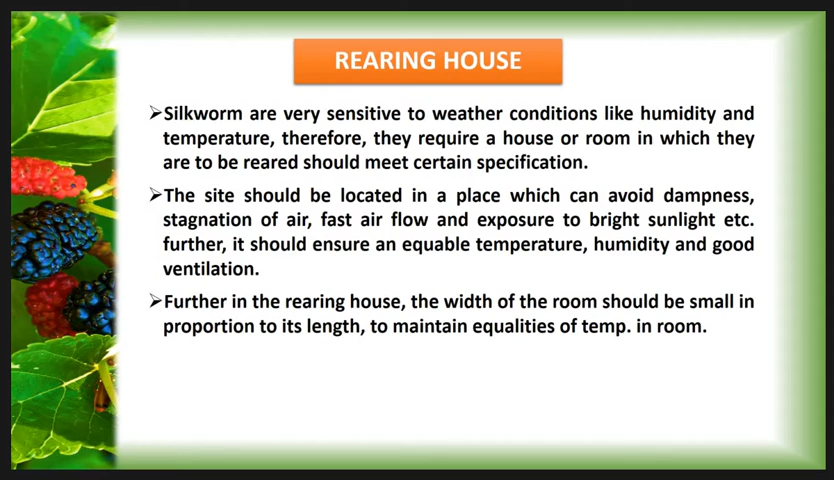 REARING HOUSE
➢Silkworm are very sensitive to weather conditions like humidity and
temperature, therefore, they require a house or room in which they
are to be reared should meet certain specification.
➢The site should be located in a place which can avoid dampness,
stagnation of air, fast air flow and exposure to bright sunlight etc.
further, it should ensure an equable temperature, humidity and good
ventilation.
➢Further in the rearing house, the width of the room should be small in
proportion to its length, to maintain equalities of temp. in room.